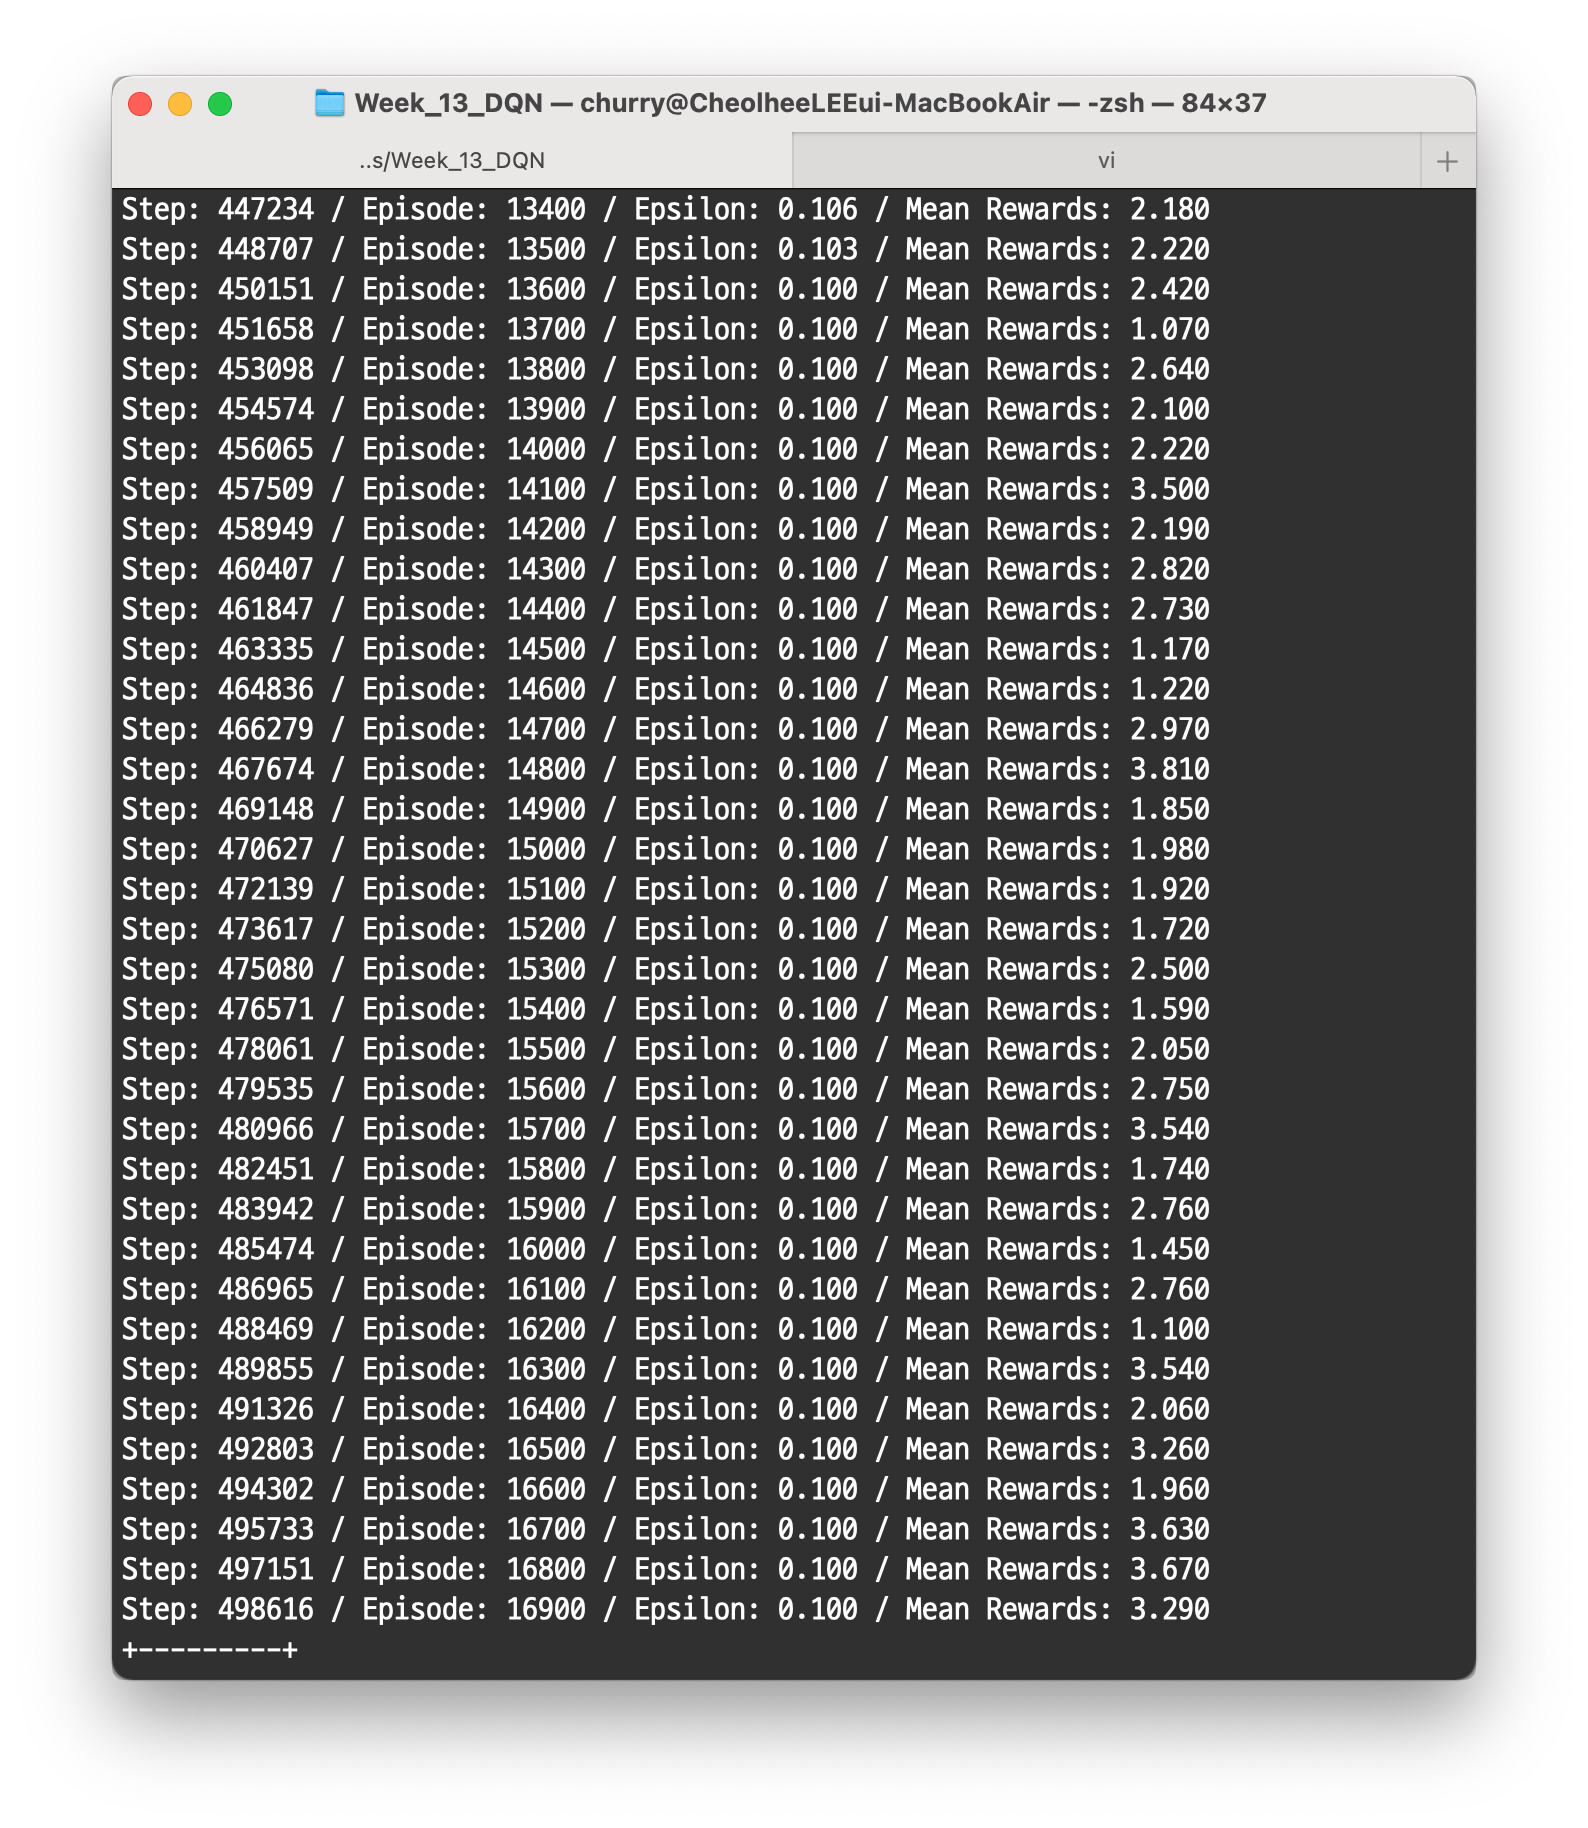 Week_13_DQN — churry@CheolheeLEEui-MacBookAir — -zsh — 84×37
..s/Week_13_DQN
vi
Step: 447234 / Episode: 13400 / Epsilon: 0.106 / Mean Rewards: 2.180
Step: 448707 / Episode: 13500 / Epsilon: 0.103 / Mean Rewards: 2.220
Step: 450151 / Episode: 13600 / Epsilon: 0.100 / Mean Rewards: 2.420
Step: 451658 / Episode: 13700 / Epsilon: 0.100 / Mean Rewards: 1.070
Step: 453098 / Episode: 13800 / Epsilon: 0.100 / Mean Rewards: 2.640
Step: 454574 / Episode: 13900 / Epsilon: 0.100 / Mean Rewards: 2.100
Step: 456065 / Episode: 14000 / Epsilon: 0.100 / Mean Rewards: 2.220
Step: 457509 / Episode: 14100 / Epsilon: 0.100 / Mean Rewards: 3.500
Step: 458949 / Episode: 14200 / Epsilon: 0.100 / Mean Rewards: 2.190
Step: 460407 / Episode: 14300 / Epsilon: 0.100 / Mean Rewards: 2.820
Step: 461847 / Episode: 14400 / Epsilon: 0.100 / Mean Rewards: 2.730
Step: 463335 / Episode: 14500 / Epsilon: 0.100 / Mean Rewards: 1.170
Step: 464836 / Episode: 14600 / Epsilon: 0.100 / Mean Rewards: 1.220
Step: 466279 / Episode: 14700 / Epsilon: 0.100 / Mean Rewards: 2.970
Step: 467674 / Episode: 14800 / Epsilon: 0.100 / Mean Rewards: 3.810
Step: 469148 / Episode: 14900 / Epsilon: 0.100 / Mean Rewards: 1.850
Step: 470627 / Episode: 15000 / Epsilon: 0.100 / Mean Rewards: 1.980
Step: 472139 / Episode: 15100 / Epsilon: 0.100 / Mean Rewards: 1.920
Step: 473617 / Episode: 15200 / Epsilon: 0.100 / Mean Rewards: 1.720
Step: 475080 / Episode: 15300 / Epsilon: 0.100 / Mean Rewards: 2.500
Step: 476571 / Episode: 15400 / Epsilon: 0.100 / Mean Rewards: 1.590
Step: 478061 / Episode: 15500 / Epsilon: 0.100 / Mean Rewards: 2.050
Step: 479535 / Episode: 15600 / Epsilon: 0.100 / Mean Rewards: 2.750
Step: 480966 / Episode: 15700 / Epsilon: 0.100 / Mean Rewards: 3.540
Step: 482451 / Episode: 15800 / Epsilon: 0.100 / Mean Rewards: 1.740
Step: 483942 / Episode: 15900 / Epsilon: 0.100 / Mean Rewards: 2.760
Step: 485474 / Episode: 16000 / Epsilon: 0.100 / Mean Rewards: 1.450
Step: 486965 / Episode: 16100 / Epsilon: 0.100 / Mean Rewards: 2.760
Step: 488469 / Episode: 16200 / Epsilon: 0.100 / Mean Rewards: 1.100
Step: 489855 / Episode: 16300 / Epsilon: 0.100 / Mean Rewards: 3.540
Step: 491326 / Episode: 16400 / Epsilon: 0.100 / Mean Rewards: 2.060
Step: 492803 / Episode: 16500 / Epsilon: 0.100 / Mean Rewards: 3.260
Step: 494302 / Episode: 16600 / Epsilon: 0.100 / Mean Rewards: 1.960
Step: 495733 / Episode: 16700 / Epsilon: 0.100 / Mean Rewards: 3.630
Step: 497151 / Episode: 16800 / Epsilon: 0.100 / Mean Rewards: 3.670
Step: 498616 / Episode: 16900 / Epsilon: 0.100 / Mean Rewards: 3.290
+---------+